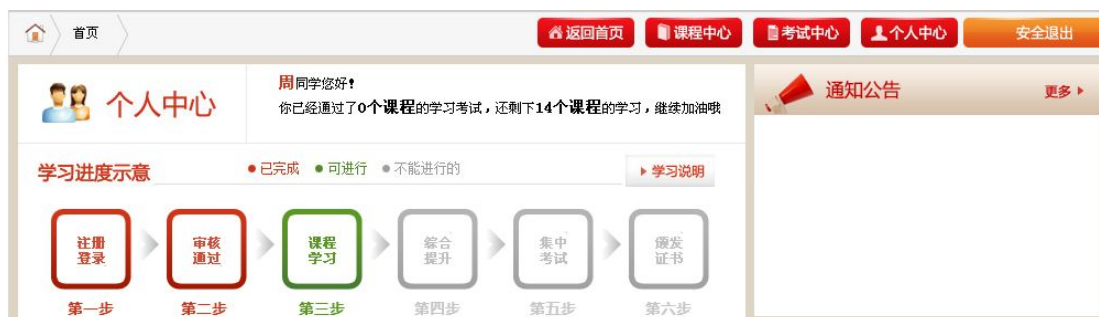 首页
返回首页
课程中心
考试中心
个人中心
安全退出
个人中心
周同学您好!
你已经通过了0个课程的学习考试，还剩下14个课程的学习，继续加油哦
通知公告
更多
学习进度示意
已完成 可进行 不能进行的
学习说明
注册
登录
审核
通过
课程
学习
综合
提升
集中
考试
颁发
证书
第一步
第二步
第三步
第四步
第五步
第六步